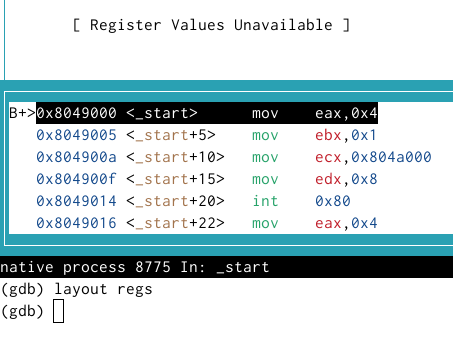 [ Register Values Unavailable ]
B+>0x8049000 <_start>      mov    eax,0x4
0x8049005 <_start+5>    mov    ebx,0x1
0x804900a <_start+10>   mov    ecx,0x804a000
0x804900f <_start+15>   mov    edx,0x8
0x8049014 <_start+20>   int    0x80
0x8049016 <_start+22>   mov    eax,0x4
native process 8775 In: _start
(gdb) layout regs
(gdb)